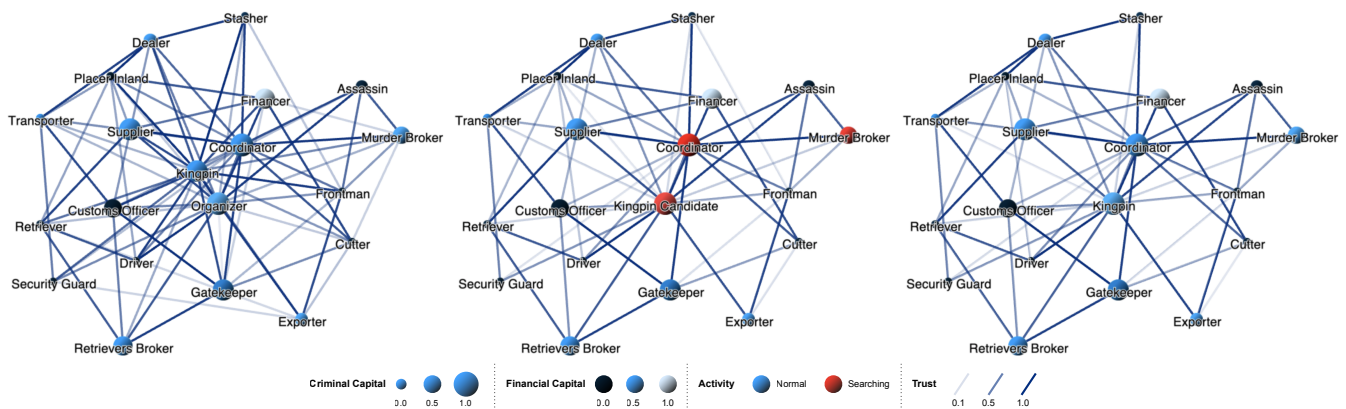 Stasher
Dealer
Placer Inland
Assassin
Financer
Transporter
Supplier
Coordinator
Murder Broker
Kingpin
Frontman
Customs Officer
Organizer
Retriever
Cutter
Driver
Security Guard
Gatekeeper
Exporter
Retrievers Broker
Stasher
Dealer
Placer Inland
Assassin
Financer
Transporter
Supplier
Coordinator
Murder Broker
Frontman
Customs Officer
Kingpin Candidate
Retriever
Cutter
Driver
Security Guard
Gatekeeper
Exporter
Retrievers Broker
Stasher
Dealer
Placer Inland
Assassin
Financer
Transporter
Supplier
Coordinator
Murder Broker
Frontman
Customs Officer
Kingpin
Retriever
Cutter
Driver
Security Guard
Gatekeeper
Exporter
Retrievers Broker
Criminal Capital
0.0 0.5 1.0
Financial Capital
0.0 0.5 1.0
Activity Normal Searching
Trust
0.1 0.5 1.0